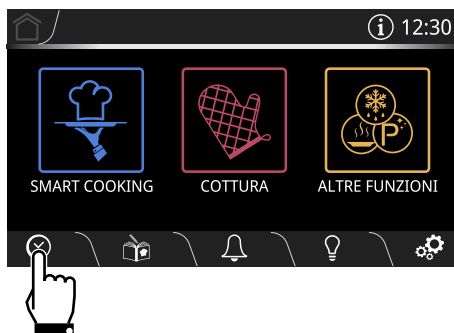 12:30
SMART COOKING
COTTURA
ALTRE FUNZIONI
P